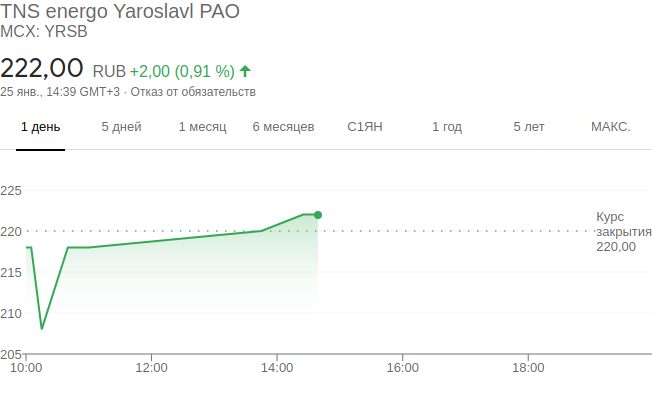 TNS energo Yaroslavl PAO
MCX: YRSB
222,00 RUB +2,00 (0,91 %)
25 янв., 14:39 GMT+3 · Отказ от обязательств
1 день 5 дней 1 месяц 6 месяцев С1ЯН 1 год 5 лет МАКС.
225
220
215
210
205
Курс
закрытия
220,00
10:00 12:00 14:00 16:00 18:00